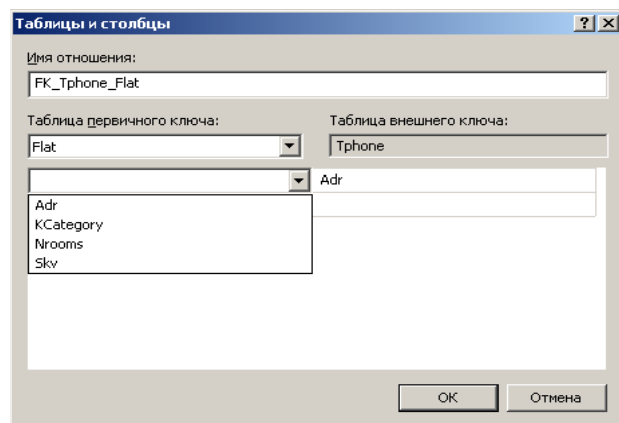 Таблицы и столбцы
Имя отношения:
FK_Tphone_Flat
Таблица первичного ключа:
Таблица внешнего ключа:
Flat
Tphone
Adr
Adr
KCategory
Nrooms
Skv
ОК
Отмена